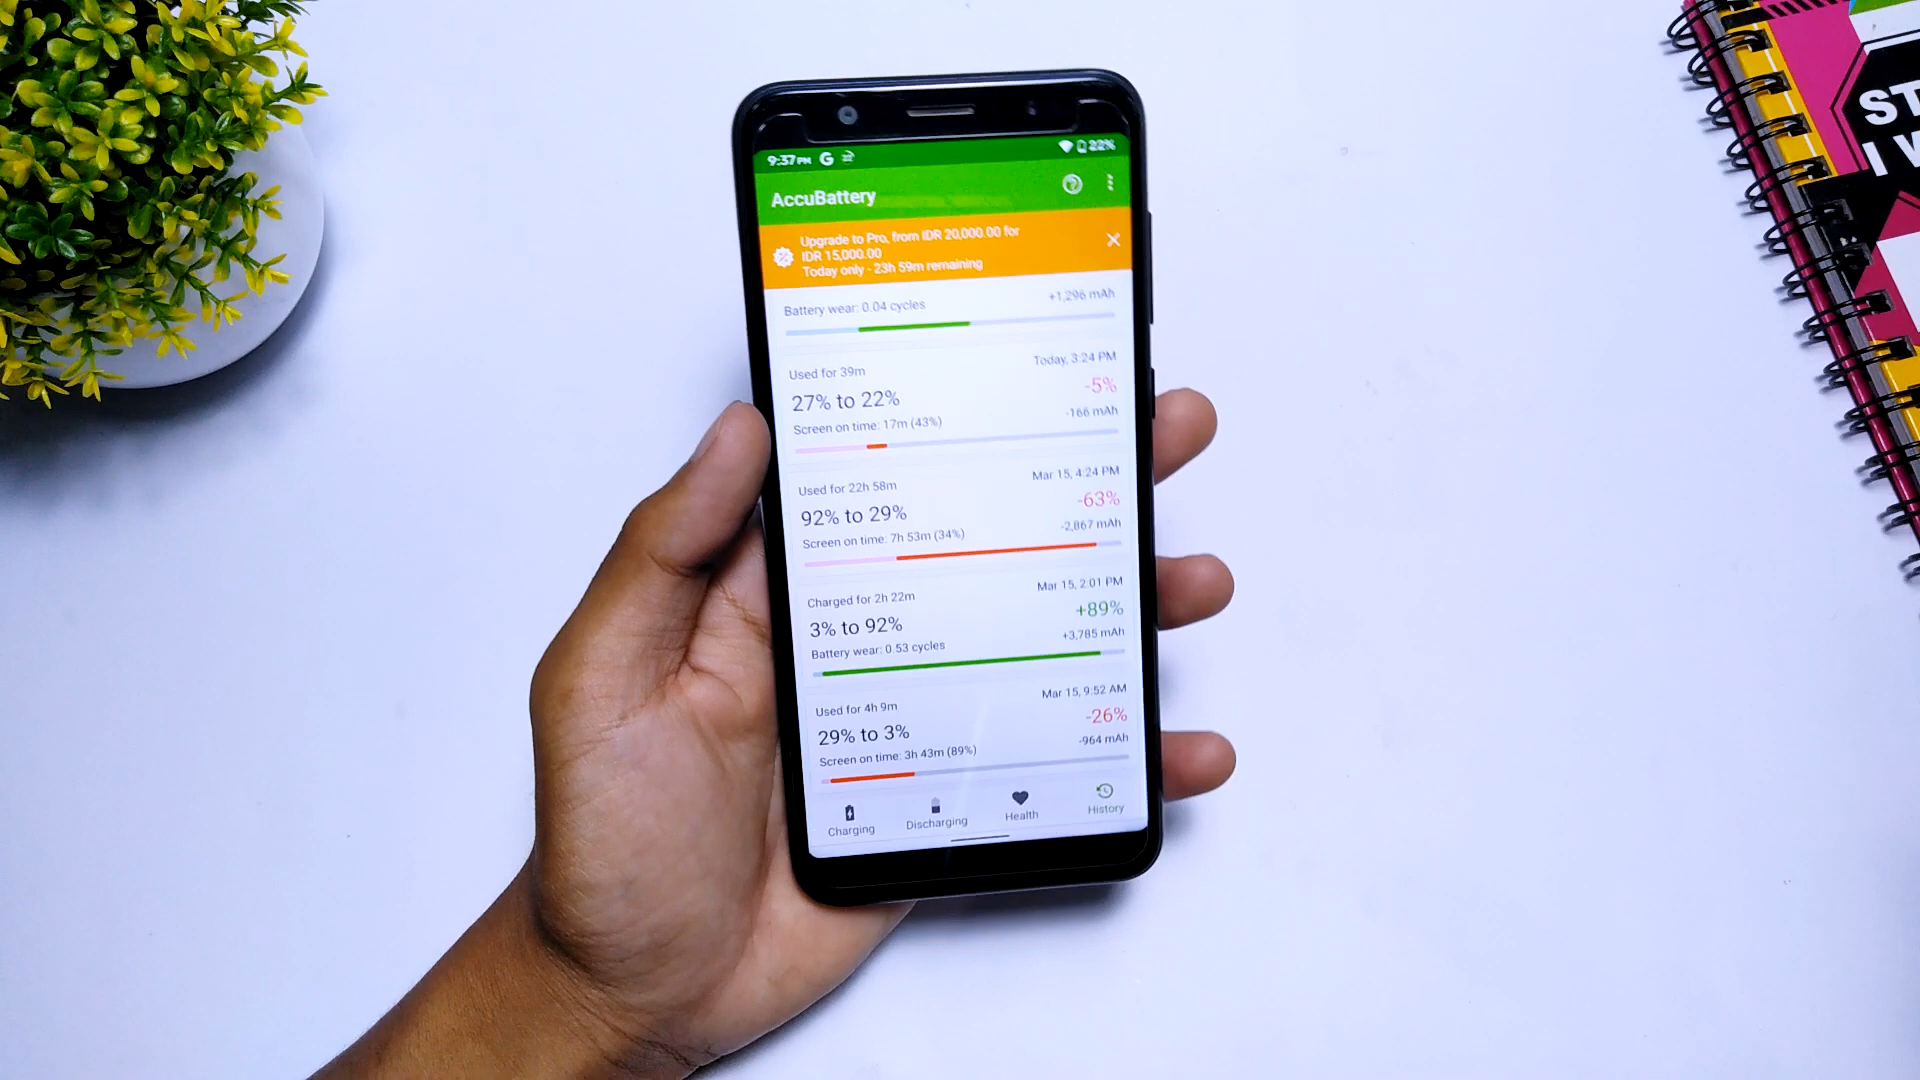 9:37 PM G 22%
AccuBattery
Upgrade to Pro, from IDR 20,000.00 for
IDR 15,000.00
Today only - 23h 59m remaining
Battery wear: 0.04 cycles +1,296 mAh
Used for 39m Today, 3:24 PM
27% to 22% -5%
Screen on time: 17m (43%) -166 mAh
Used for 22h 58m Mar 15, 4:24 PM
92% to 29% -63%
Screen on time: 7h 53m (34%) -2,867 mAh
Charged for 2h 22m Mar 15, 2:01 PM
3% to 92% +89%
Battery wear: 0.53 cycles +3,785 mAh
Used for 4h 9m Mar 15, 9:52 AM
29% to 3% -26%
Screen on time: 3h 43m (89%) -964 mAh
Charging Discharging Health History
ST
I W